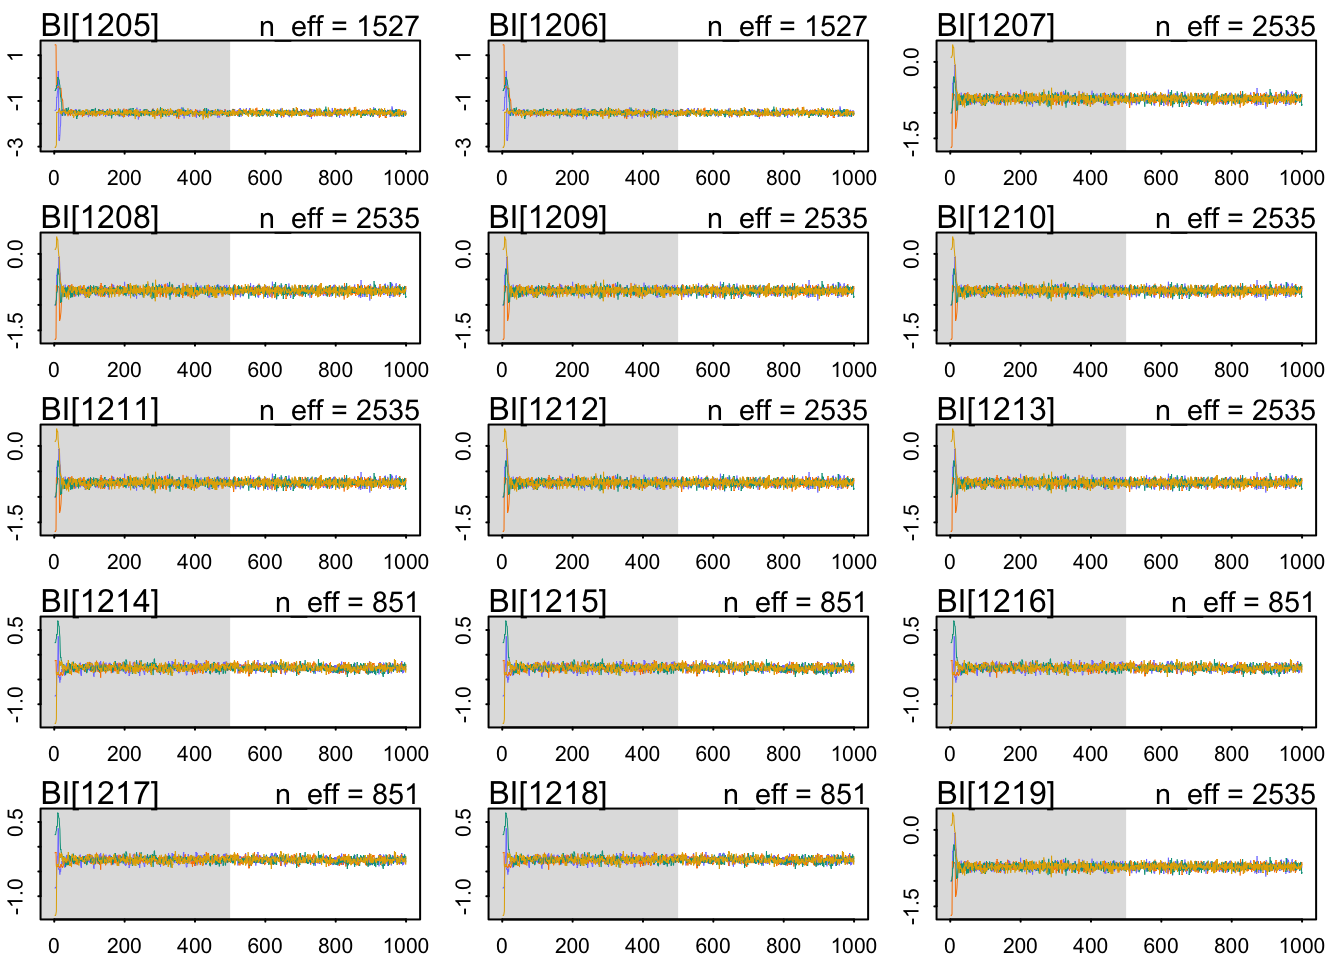 BI[1205] n_eff = 1527 BI[1206] n_eff = 1527 BI[1207] n_eff = 2535
1 -1 -3 1 -1 -3 0.0 -1.5
0 200 400 600 800 1000 0 200 400 600 800 1000 0 200 400 600 800 1000
BI[1208] n_eff = 2535 BI[1209] n_eff = 2535 BI[1210] n_eff = 2535
0.0 -1.5 0.0 -1.5 0.0 -1.5
0 200 400 600 800 1000 0 200 400 600 800 1000 0 200 400 600 800 1000
BI[1211] n_eff = 2535 BI[1212] n_eff = 2535 BI[1213] n_eff = 2535
0.0 -1.5 0.0 -1.5 0.0 -1.5
0 200 400 600 800 1000 0 200 400 600 800 1000 0 200 400 600 800 1000
BI[1214] n_eff = 851 BI[1215] n_eff = 851 BI[1216] n_eff = 851
0.5 -1.0 0.5 -1.0 0.5 -1.0
0 200 400 600 800 1000 0 200 400 600 800 1000 0 200 400 600 800 1000
BI[1217] n_eff = 851 BI[1218] n_eff = 851 BI[1219] n_eff = 2535
0.5 -1.0 0.5 -1.0 0.0 -1.5
0 200 400 600 800 1000 0 200 400 600 800 1000 0 200 400 600 800 1000